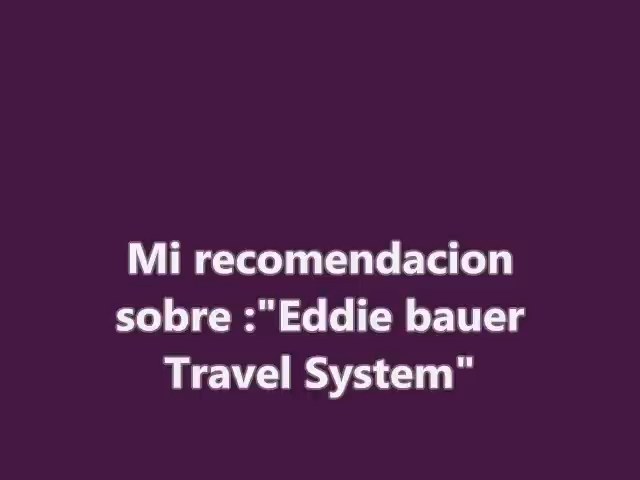 Mi recomendacion
sobre :"Eddie bauer
Travel System"